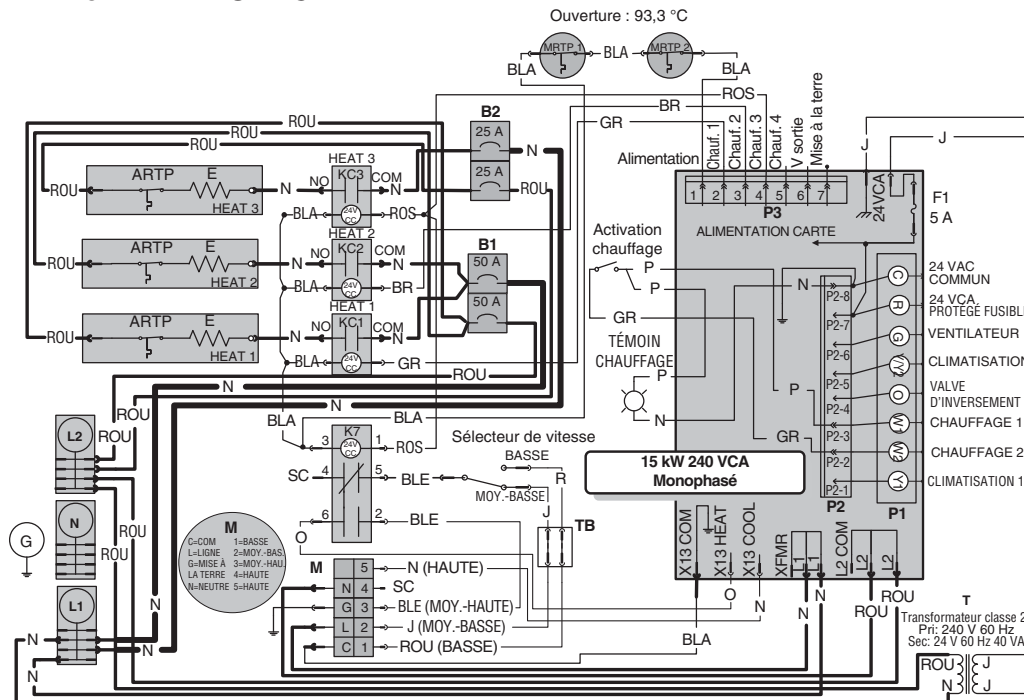 Ouverture : 93,3 °C
MRTP 1
BLA
MRTP 2
BLA
BLA
ROS
BR
GR
ROU
ROU
ROU
B2
25 A
25 A
N
ROU
HEAT 3
KC3
NO
COM
N
N
24V
CC
BLA
ROS
ROU
ARTP
E
HEAT 3
HEAT 2
KC2
NO
COM
N
N
24V
CC
BLA
BR
ROU
ARTP
E
HEAT 2
B1
50 A
50 A
HEAT 1
KC1
NO
COM
N
N
24V
CC
BLA
GR
ROU
ARTP
E
HEAT 1
ROU
N
N
BLA
BLA
Alimentation
Chauf. 1
Chauf. 2
Chauf. 3
Chauf. 4
V sortie
Mise à la terre
1 2 3 4 5 6 7
P3
ALIMENTATION CARTE
J
J
24VCA
F1
5 A
Activation
chauffage
P
P
GR
TÉMOIN
CHAUFFAGE
P
N
N
P
GR
P2-8
P2-7
P2-6
P2-5
P2-4
P2-3
P2-2
P2-1
P2
C
R
G
Y/Y2
O
W1
W2
Y1
P1
24 VAC
COMMUN
24 VCA,
PROTÉGÉ FUSIBL
VENTILATEUR
CLIMATISATION
VALVE
D'INVERSEMENT
CHAUFFAGE 1
CHAUFFAGE 2
CLIMATISATION 1
15 kW 240 VCA
Monophasé
K7
24V
CC
3
1
ROS
SC
4
5
BLE
6
2
BLE
O
Sélecteur de vitesse
BASSE
MOY.-BASSE
R
J
TB
L2
ROU
ROU
N
ROU
ROU
L1
N
N
N
N
G
M
C=COM 1=BASSE
L=LIGNE 2=MOY.-BAS.
G=MISE À 3=MOY.-HAU.
LA TERRE 4=HAUTE
N=NEUTRE 5=HAUTE
M
5
N (HAUTE)
N 4
SC
G 3
BLE (MOY.-HAUTE)
L 2
J (MOY.-BASSE)
C 1
ROU (BASSE)
X13 COM
X13 HEAT
X13 COOL
XFMR
L1
L1
L2 COM
L2
L2
O
N
N
N
ROU
ROU
BLA
T
Transformateur classe 2
Pri: 240 V 60 Hz
Sec: 24 V 60 Hz 40 VA
ROU
J
N
J